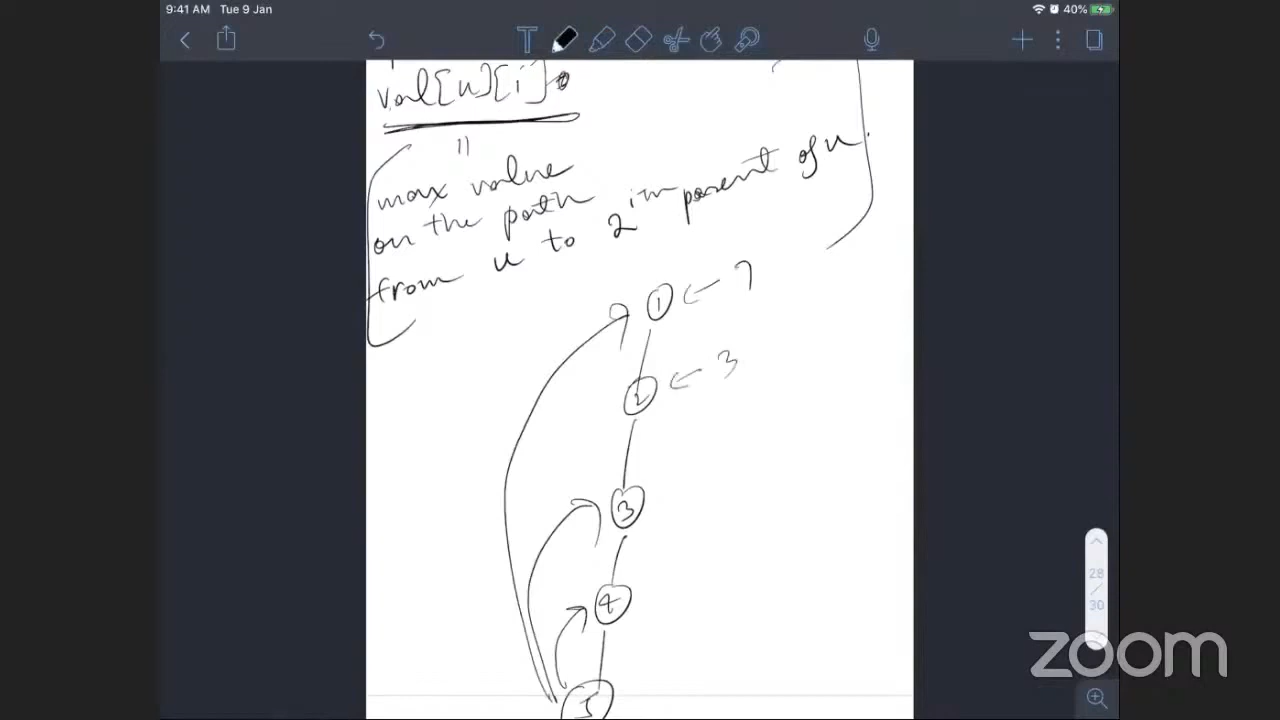 9:41 AM Tue 9 Jan
40%
T
val[u][i]
||
max value
on the path
from u to 2^ith parent of u.
1 ← 7
2 ← 3
3
4
5
28
/
30
zoom